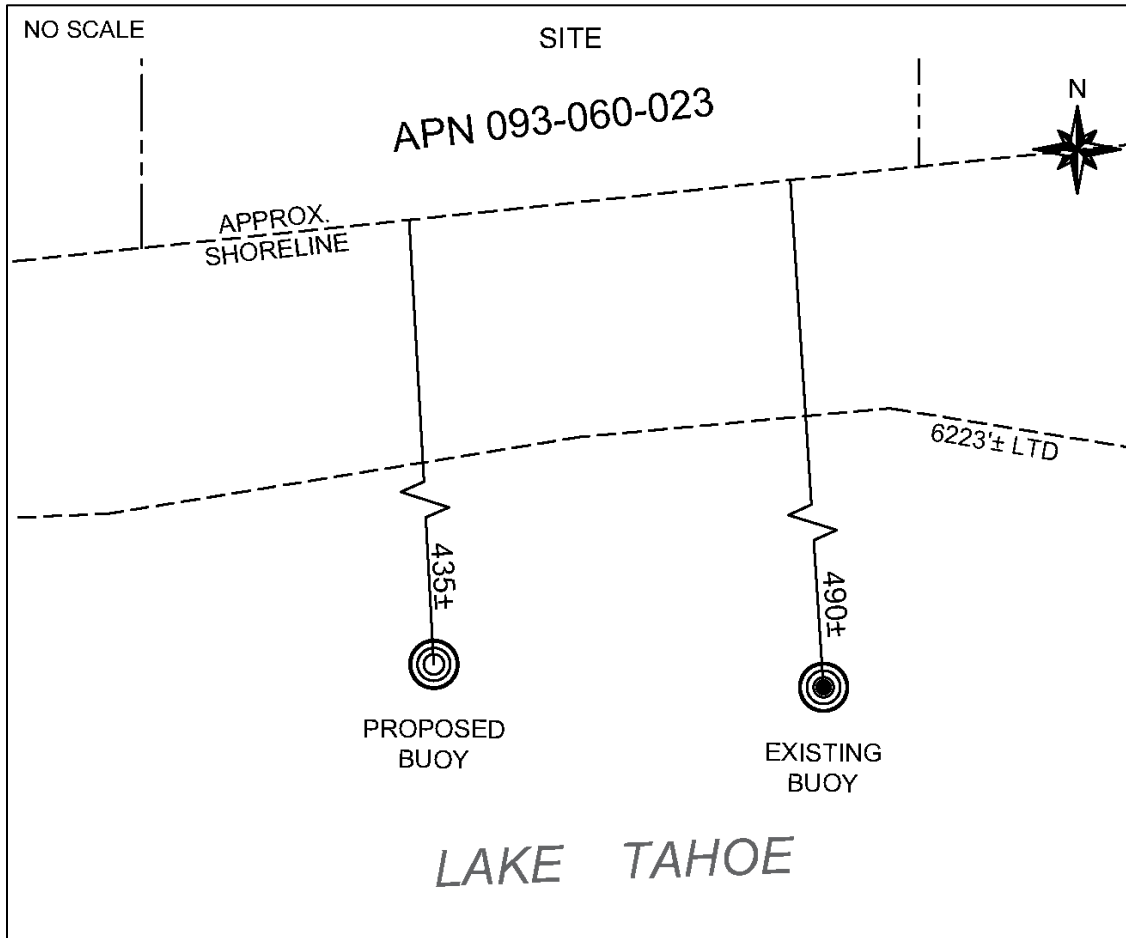 NO SCALE
SITE
APN 093-060-023
N
APPROX.
SHORELINE
6223'± LTD
435±
490±
PROPOSED
BUOY
EXISTING
BUOY
LAKE TAHOE